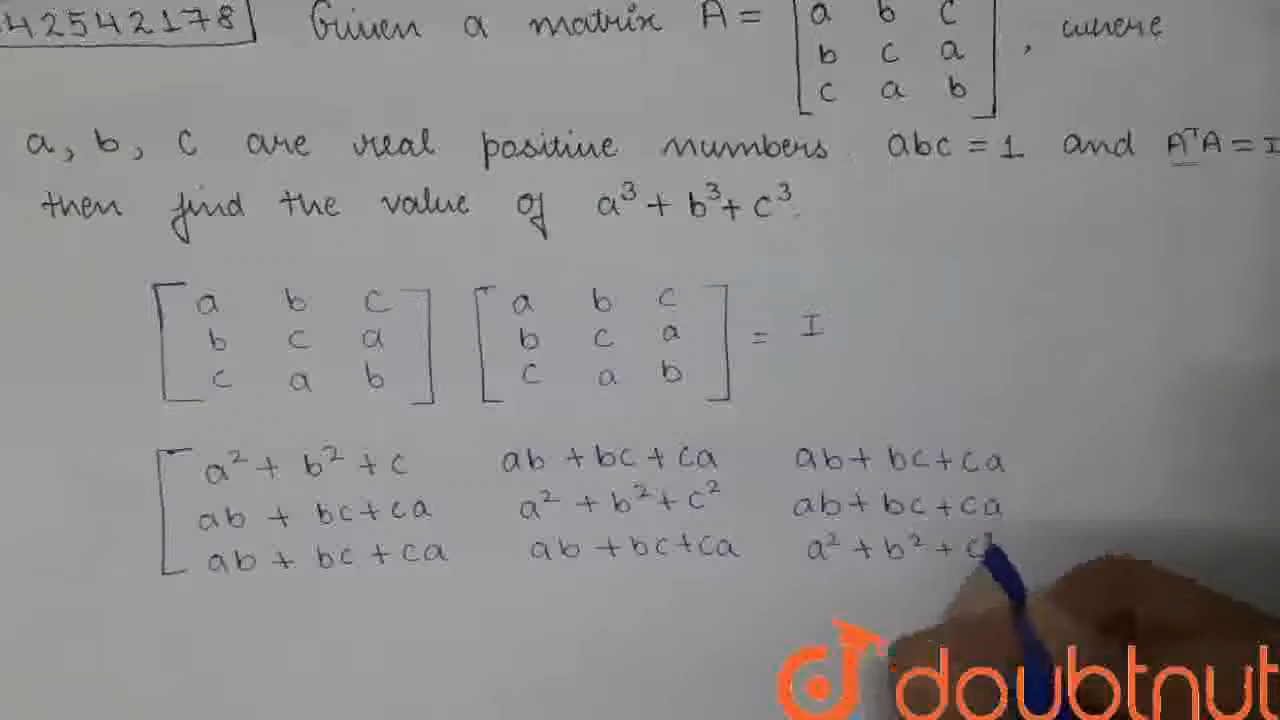 42542178 Given a matrix A = [ a b c
b c a
c a b ] , where
a, b, c are real positive numbers abc = 1 and AᵀA = I
then find the value of a³ + b³ + c³.
[ a b c ] [ a b c ] = I
b c a b c a
c a b c a b
[ a² + b² + c ab + bc + ca ab + bc + ca
ab + bc + ca a² + b² + c² ab + bc + ca
ab + bc + ca ab + bc + ca a² + b² + c²
doubtnut